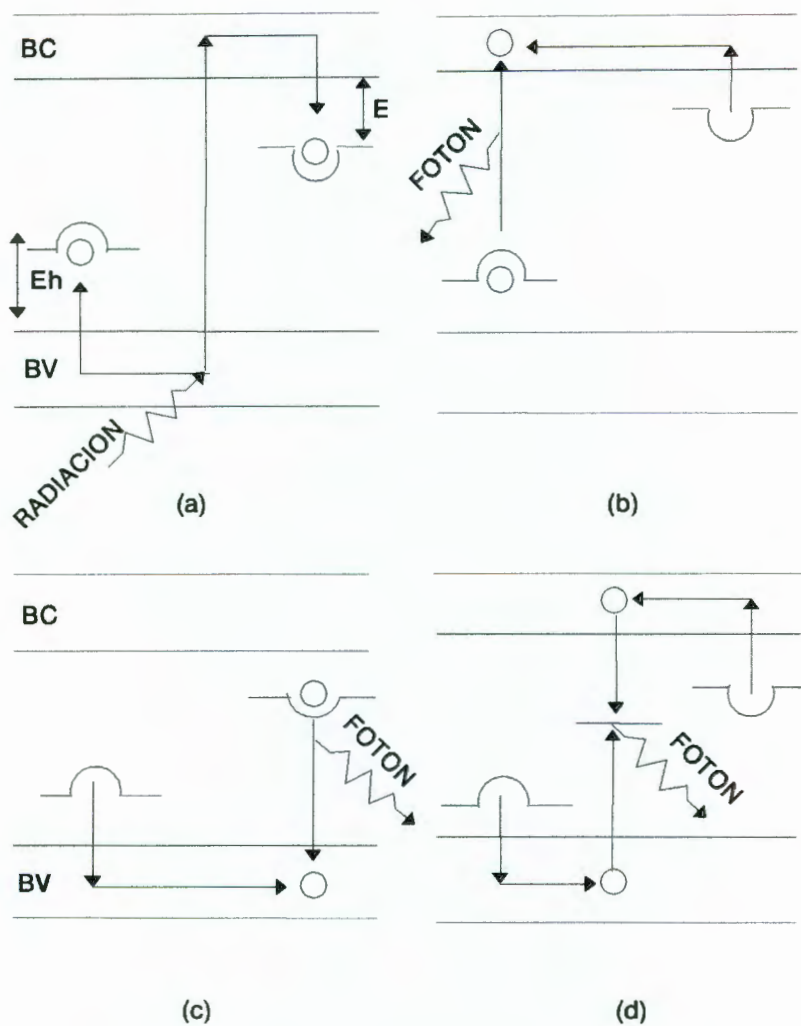 BC
E
Eh
BV
RADIACION
(a)
FOTON
(b)
BC
FOTON
BV
(c)
FOTON
(d)